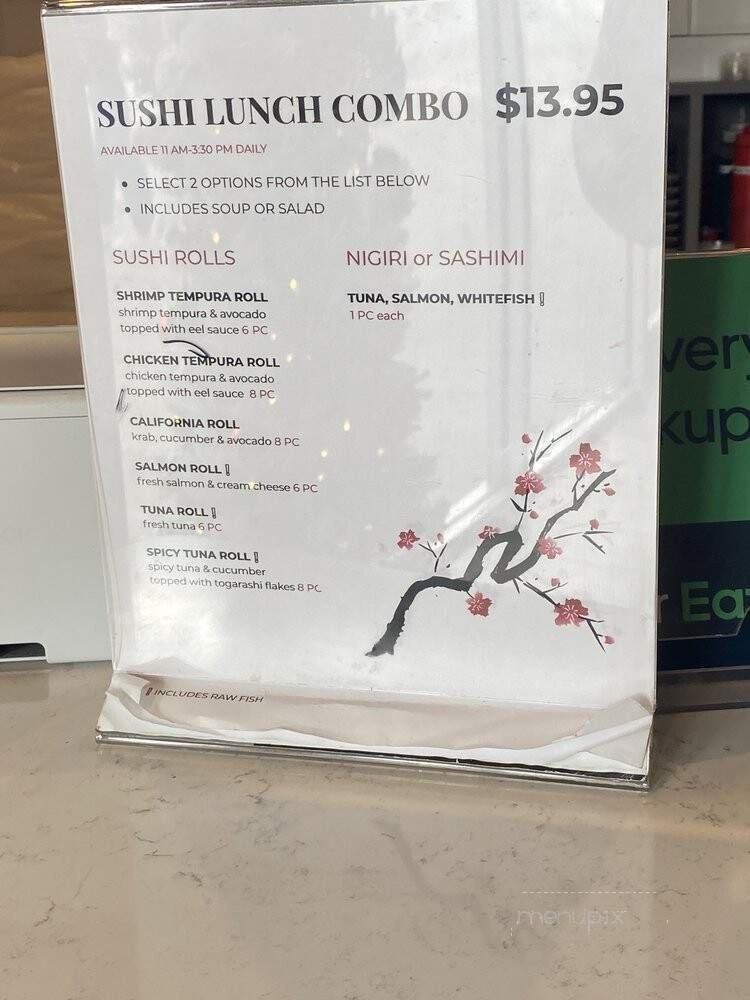 SUSHI LUNCH COMBO $13.95
AVAILABLE 11 AM-3:30 PM DAILY
• SELECT 2 OPTIONS FROM THE LIST BELOW
• INCLUDES SOUP OR SALAD
SUSHI ROLLS
SHRIMP TEMPURA ROLL
shrimp tempura & avocado
topped with eel sauce 6 PC
CHICKEN TEMPURA ROLL
chicken tempura & avocado
topped with eel sauce 8 PC
CALIFORNIA ROLL
krab, cucumber & avocado 8 PC
SALMON ROLL
fresh salmon & cream cheese 6 PC
TUNA ROLL
fresh tuna 6 PC
SPICY TUNA ROLL
spicy tuna & cucumber
topped with togarashi flakes 8 PC
NIGIRI or SASHIMI
TUNA, SALMON, WHITEFISH
1 PC each
INCLUDES RAW FISH
very
kup
r Eat
menupix